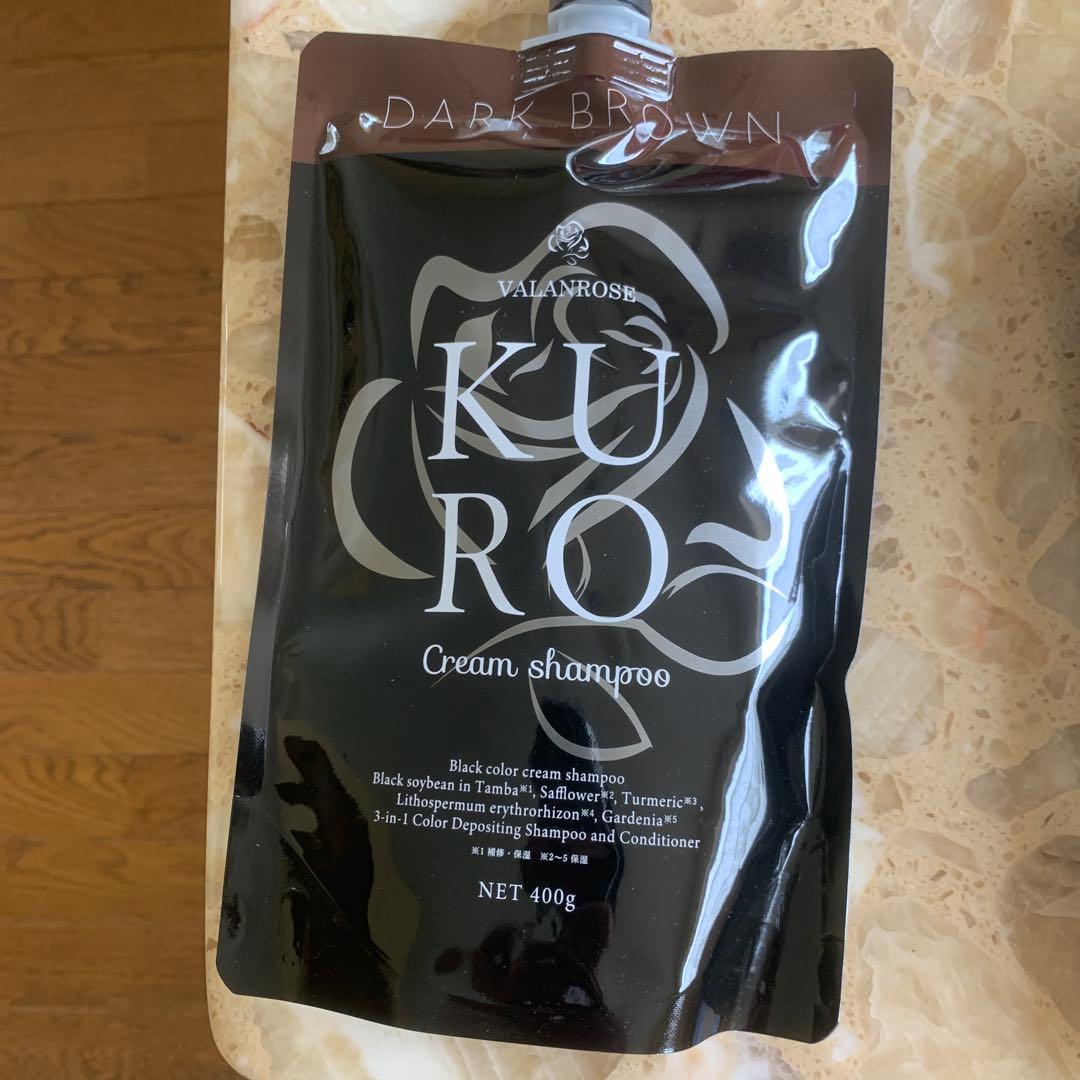 DARK BROWN
VALANROSE
KU
RO
Cream shampoo
Black color cream shampoo
Black soybean in Tamba※1, Safflower※2, Turmeric※3,
Lithospermum erythrorhizon※4, Gardenia※5
3-in-1 Color Depositing Shampoo and Conditioner
※1 補修・保湿 ※2〜5 保湿
NET 400g